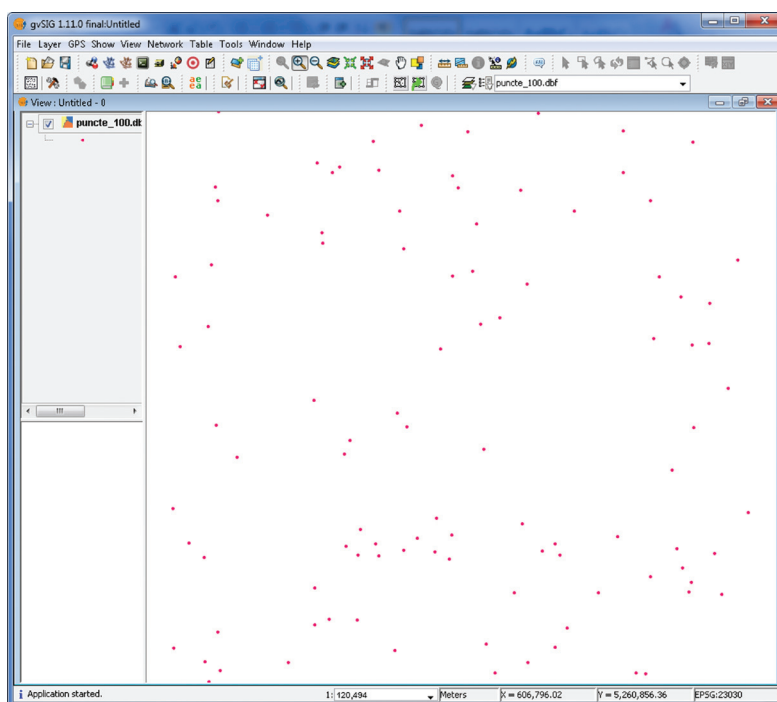 gvSIG 1.11.0 final:Untitled
File Layer GPS Show View Network Table Tools Window Help
puncte_100.dbf
View : Untitled - 0
puncte_100.dt
Application started. 1: 120,494 Meters X = 606,796.02 Y = 5,260,856.36 EPSG:23030